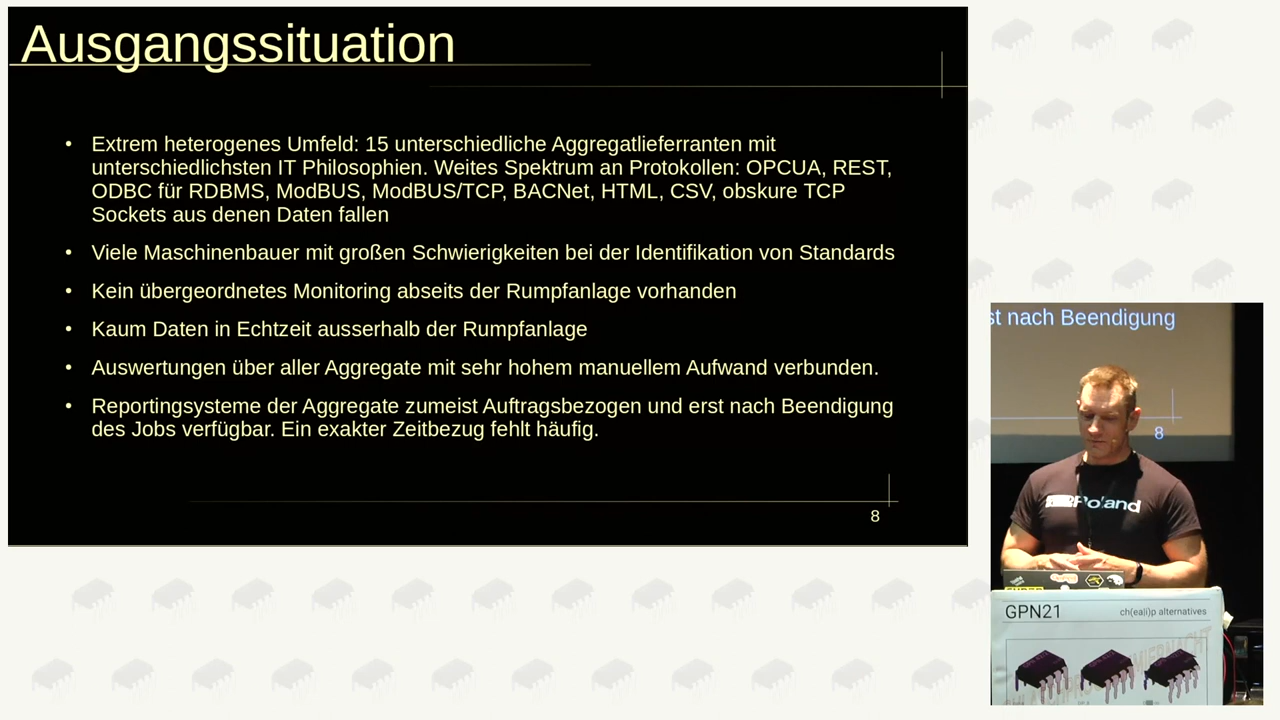 Ausgangssituation
• Extrem heterogenes Umfeld: 15 unterschiedliche Aggregatlieferranten mit
unterschiedlichsten IT Philosophien. Weites Spektrum an Protokollen: OPCUA, REST,
ODBC für RDBMS, ModBUS, ModBUS/TCP, BACNet, HTML, CSV, obskure TCP
Sockets aus denen Daten fallen
• Viele Maschinenbauer mit großen Schwierigkeiten bei der Identifikation von Standards
• Kein übergeordnetes Monitoring abseits der Rumpfanlage vorhanden
• Kaum Daten in Echtzeit ausserhalb der Rumpfanlage
• Auswertungen über aller Aggregate mit sehr hohem manuellem Aufwand verbunden.
• Reportingsysteme der Aggregate zumeist Auftragsbezogen und erst nach Beendigung
des Jobs verfügbar. Ein exakter Zeitbezug fehlt häufig.
8
st nach Beendigung
8
Roland
GPN21
ch(ea|i)p alternatives